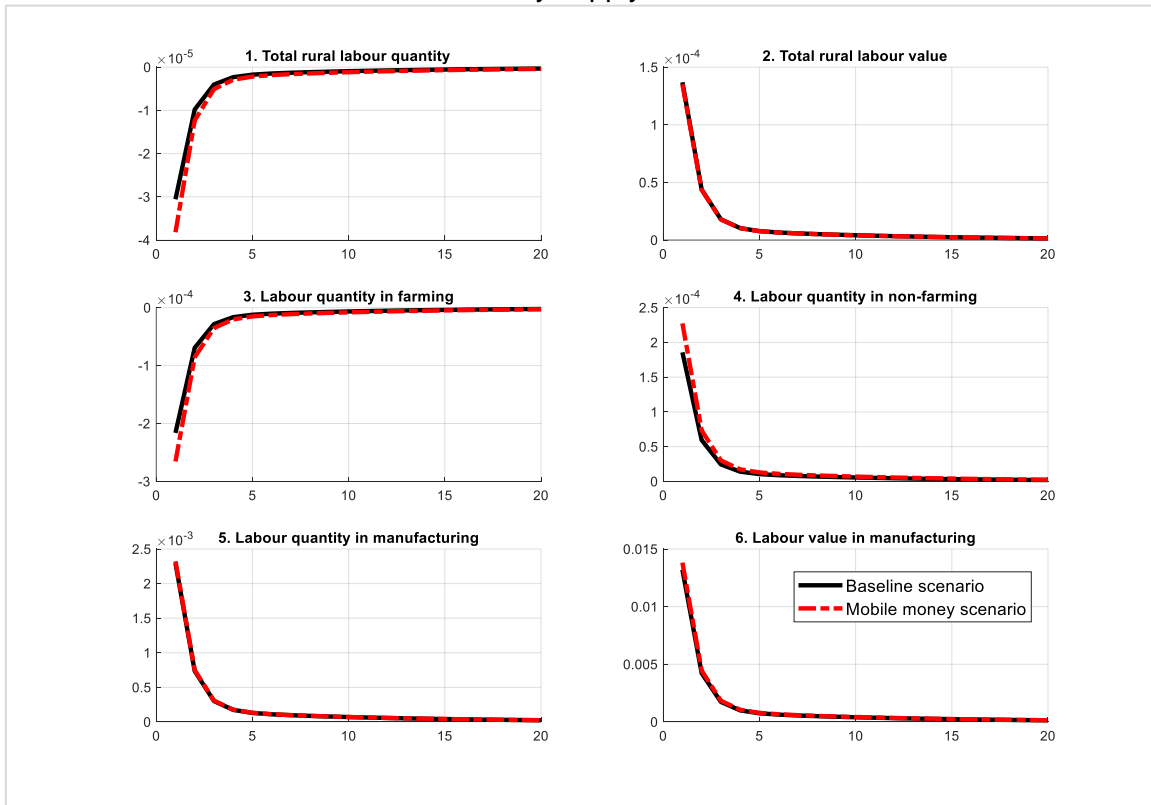 1. Total rural labour quantity
×10⁻⁵
0
-1
-2
-3
-4
0 5 10 15 20
2. Total rural labour value
×10⁻⁴
1.5
1
0.5
0
0 5 10 15 20
3. Labour quantity in farming
×10⁻⁴
0
-1
-2
-3
0 5 10 15 20
4. Labour quantity in non-farming
×10⁻⁴
2.5
2
1.5
1
0.5
0
0 5 10 15 20
5. Labour quantity in manufacturing
×10⁻³
2.5
2
1.5
1
0.5
0
0 5 10 15 20
6. Labour value in manufacturing
0.015
0.01
0.005
0
0 5 10 15 20
Baseline scenario
Mobile money scenario